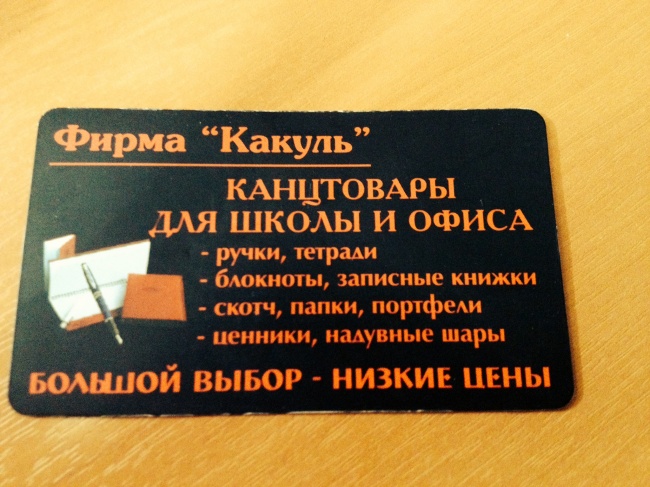 Фирма “Какуль”
КАНЦТОВАРЫ
ДЛЯ ШКОЛЫ И ОФИСА
- ручки, тетради
- блокноты, записные книжки
- скотч, папки, портфели
- ценники, надувные шары
БОЛЬШОЙ ВЫБОР - НИЗКИЕ ЦЕНЫ